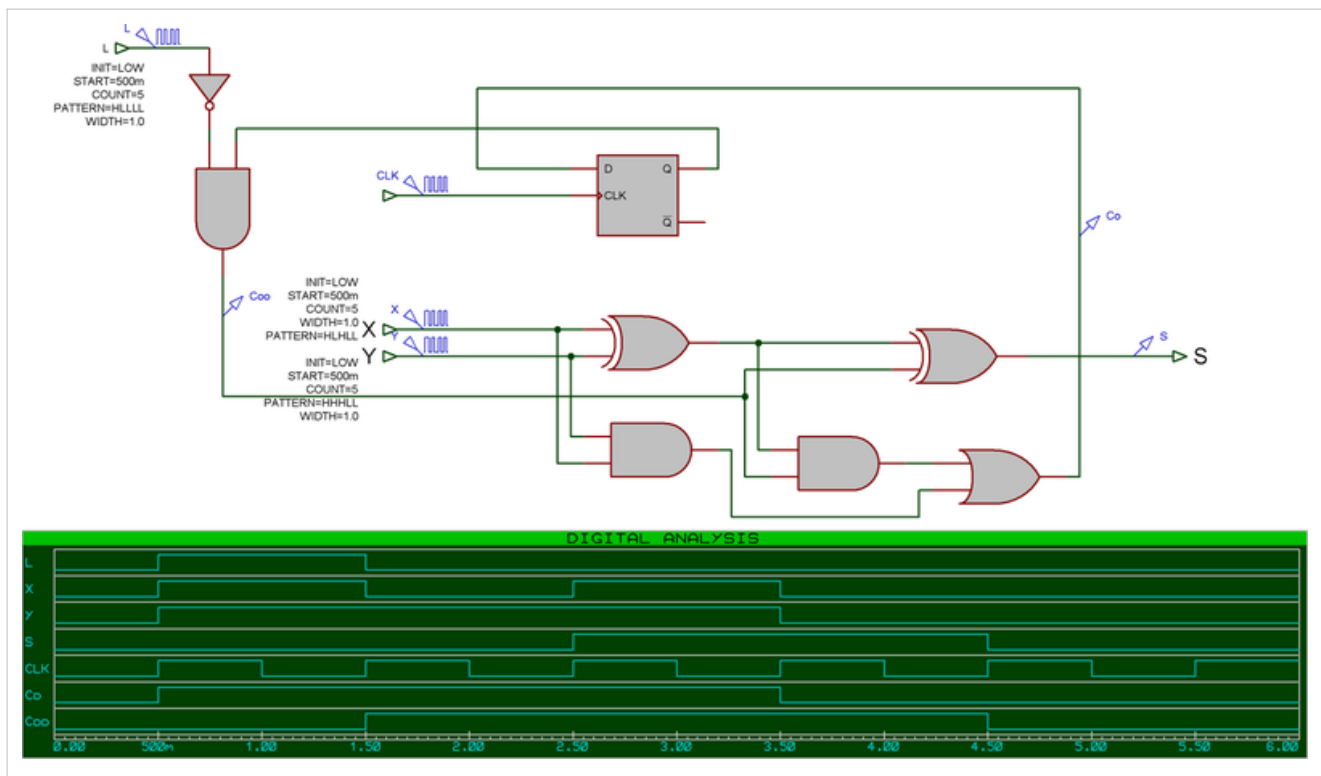 L
L
INIT=LOW
START=500m
COUNT=5
PATTERN=HLLLL
WIDTH=1.0
D
Q
CLK
CLK
Q
Co
Coo
INIT=LOW
START=500m
COUNT=5
WIDTH=1.0
PATTERN=HLHLL
X
X
Y
Y
INIT=LOW
START=500m
COUNT=5
PATTERN=HHHLL
WIDTH=1.0
S
S
DIGITAL ANALYSIS
L
X
Y
S
CLK
Co
Coo
0.00 500m 1.00 1.50 2.00 2.50 3.00 3.50 4.00 4.50 5.00 5.50 6.00